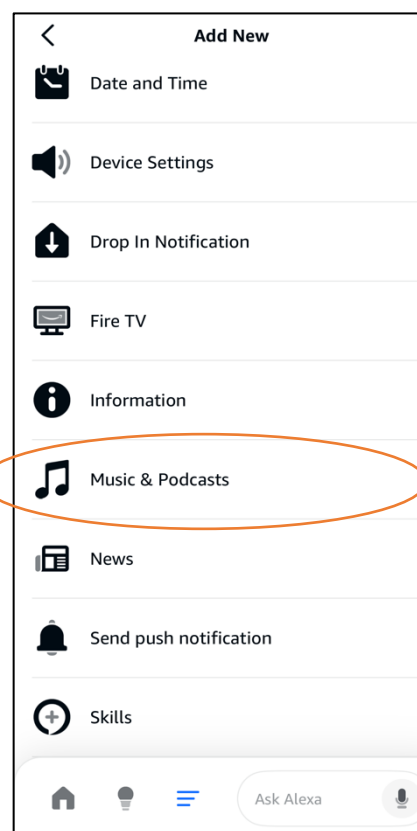 Add New
Date and Time
Device Settings
Drop In Notification
Fire TV
Information
Music & Podcasts
News
Send push notification
Skills
Ask Alexa